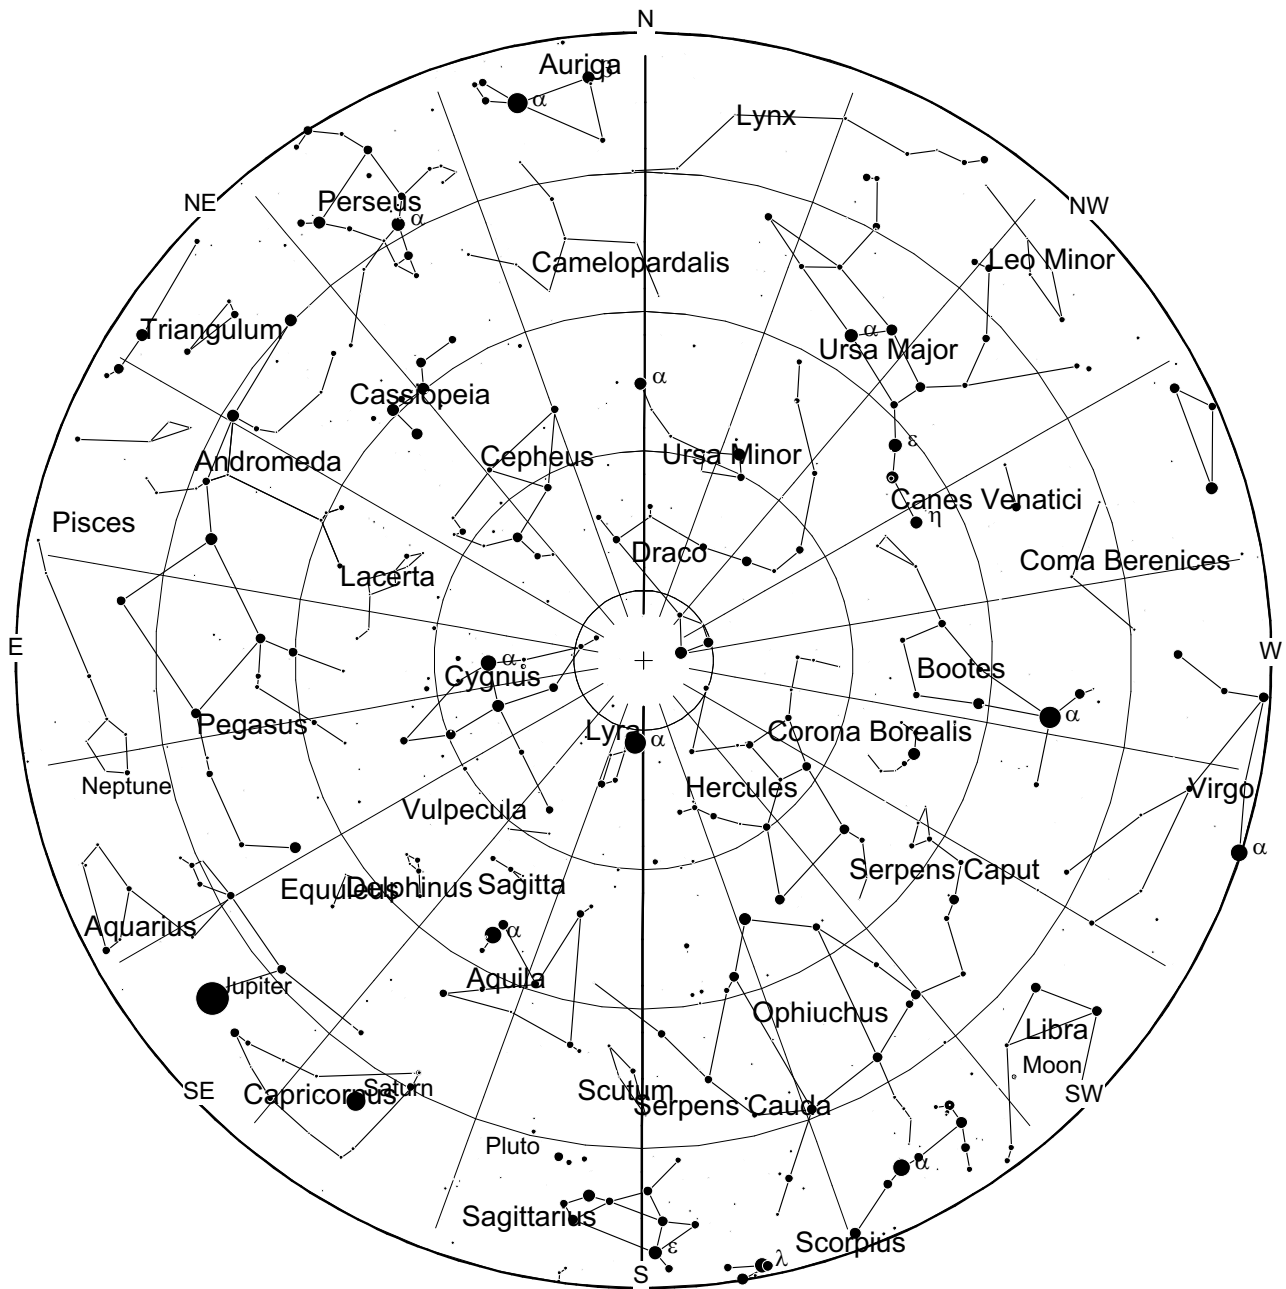 N
Auriga
β
α
Lynx
Perseus
α
NE
NW
Camelopardalis
Leo Minor
Triangulum
α
Ursa Major
α
Cassiopeia
ε
Andromeda
Cepheus
Ursa Minor
Canes Venatici
η
Pisces
Draco
Coma Berenices
Lacerta
E
W
α
Cygnus
Bootes
Pegasus
Lyra
α
Corona Borealis
α
Neptune
Vulpecula
Hercules
Virgo
α
Equuleus
Delphinus
Sagitta
Serpens Caput
Aquarius
α
Aquila
Jupiter
Ophiuchus
Libra
Moon
SE
Capricornus
Saturn
Scutum
Serpens Cauda
SW
Pluto
α
Sagittarius
ε
Scorpius
λ
S